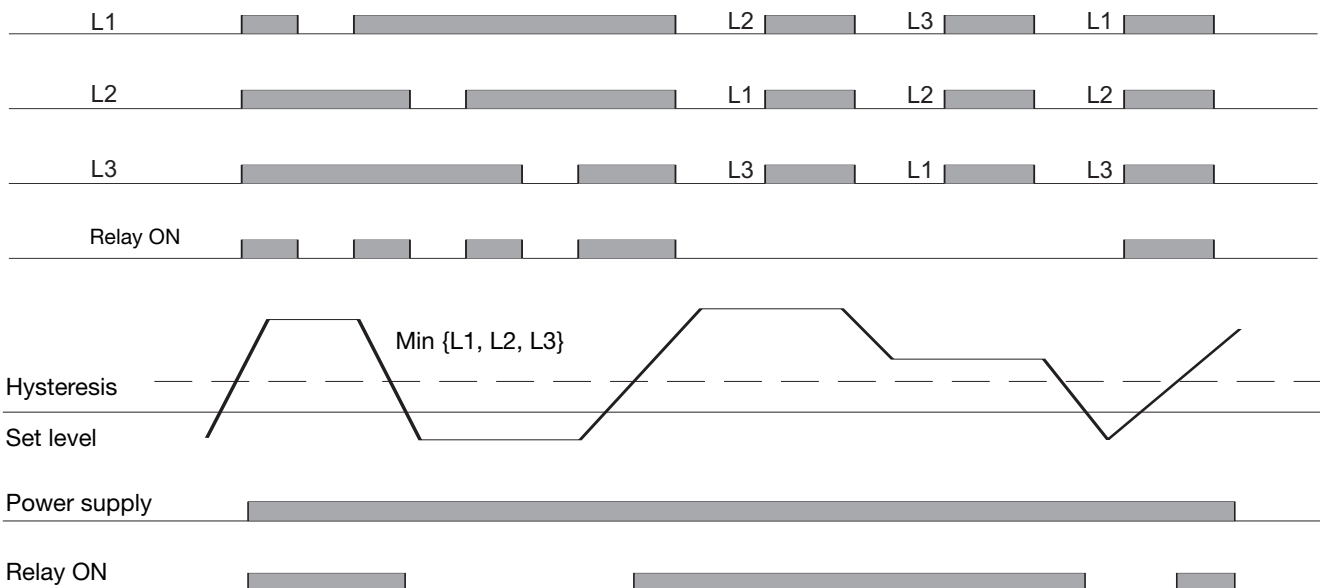 L1 L2 L3 L1
L2 L1 L2 L2
L3 L3 L1 L3
Relay ON
Min {L1, L2, L3}
Hysteresis
Set level
Power supply
Relay ON